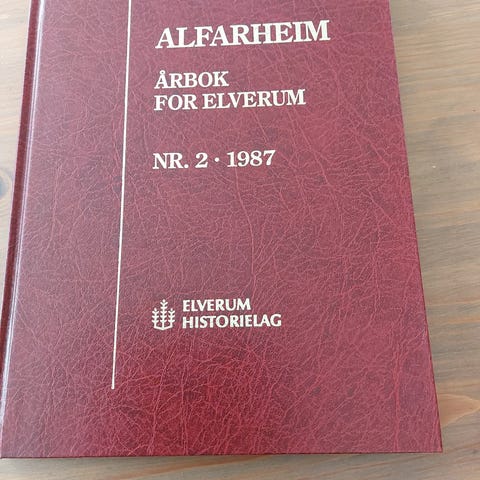 ALFARHEIM
ÅRBOK
FOR ELVERUM
NR. 2 · 1987
ELVERUM
HISTORIELAG